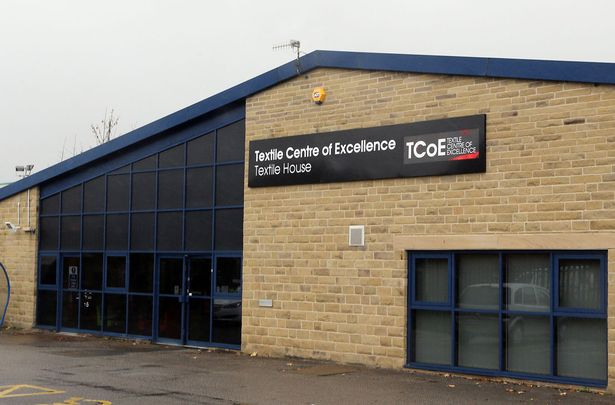 Textile Centre of Excellence
Textile House
TCoE
TEXTILE
CENTRE OF
EXCELLENCE